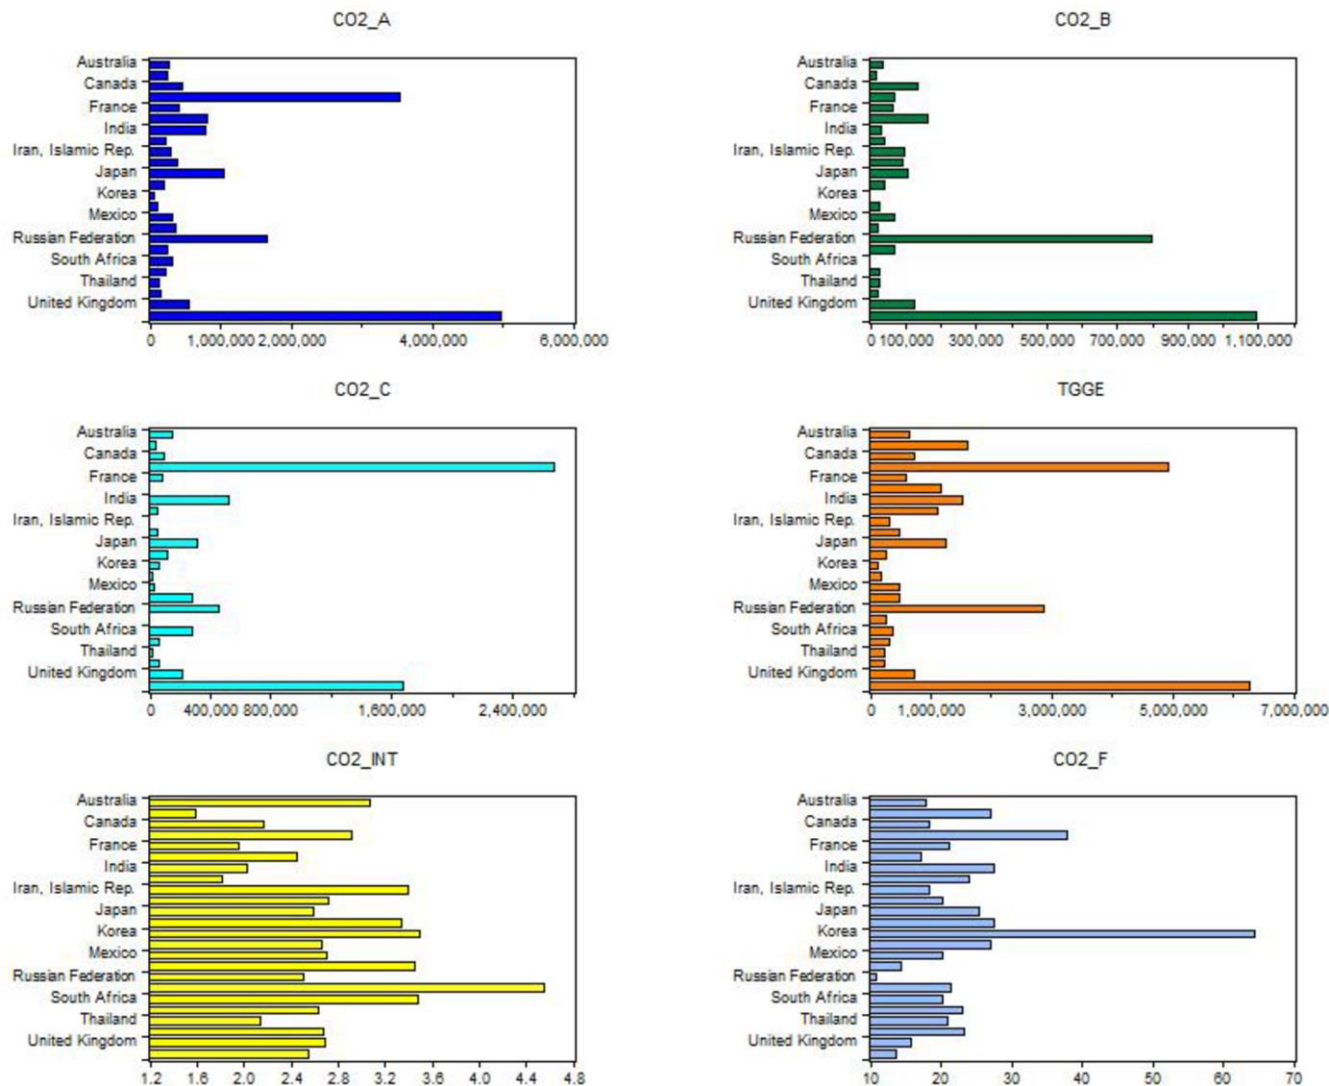 CO2_A
Australia
Canada
France
India
Iran, Islamic Rep.
Japan
Korea
Mexico
Russian Federation
South Africa
Thailand
United Kingdom
0 1,000,000 2,000,000 4,000,000 6,000,000
CO2_B
Australia
Canada
France
India
Iran, Islamic Rep.
Japan
Korea
Mexico
Russian Federation
South Africa
Thailand
United Kingdom
0 100,000 300,000 500,000 700,000 900,000 1,100,000
CO2_C
Australia
Canada
France
India
Iran, Islamic Rep.
Japan
Korea
Mexico
Russian Federation
South Africa
Thailand
United Kingdom
0 400,000 800,000 1,600,000 2,400,000
TGGE
Australia
Canada
France
India
Iran, Islamic Rep.
Japan
Korea
Mexico
Russian Federation
South Africa
Thailand
United Kingdom
0 1,000,000 3,000,000 5,000,000 7,000,000
CO2_INT
Australia
Canada
France
India
Iran, Islamic Rep.
Japan
Korea
Mexico
Russian Federation
South Africa
Thailand
United Kingdom
1.2 1.6 2.0 2.4 2.8 3.2 3.6 4.0 4.4 4.8
CO2_F
Australia
Canada
France
India
Iran, Islamic Rep.
Japan
Korea
Mexico
Russian Federation
South Africa
Thailand
United Kingdom
10 20 30 40 50 60 70